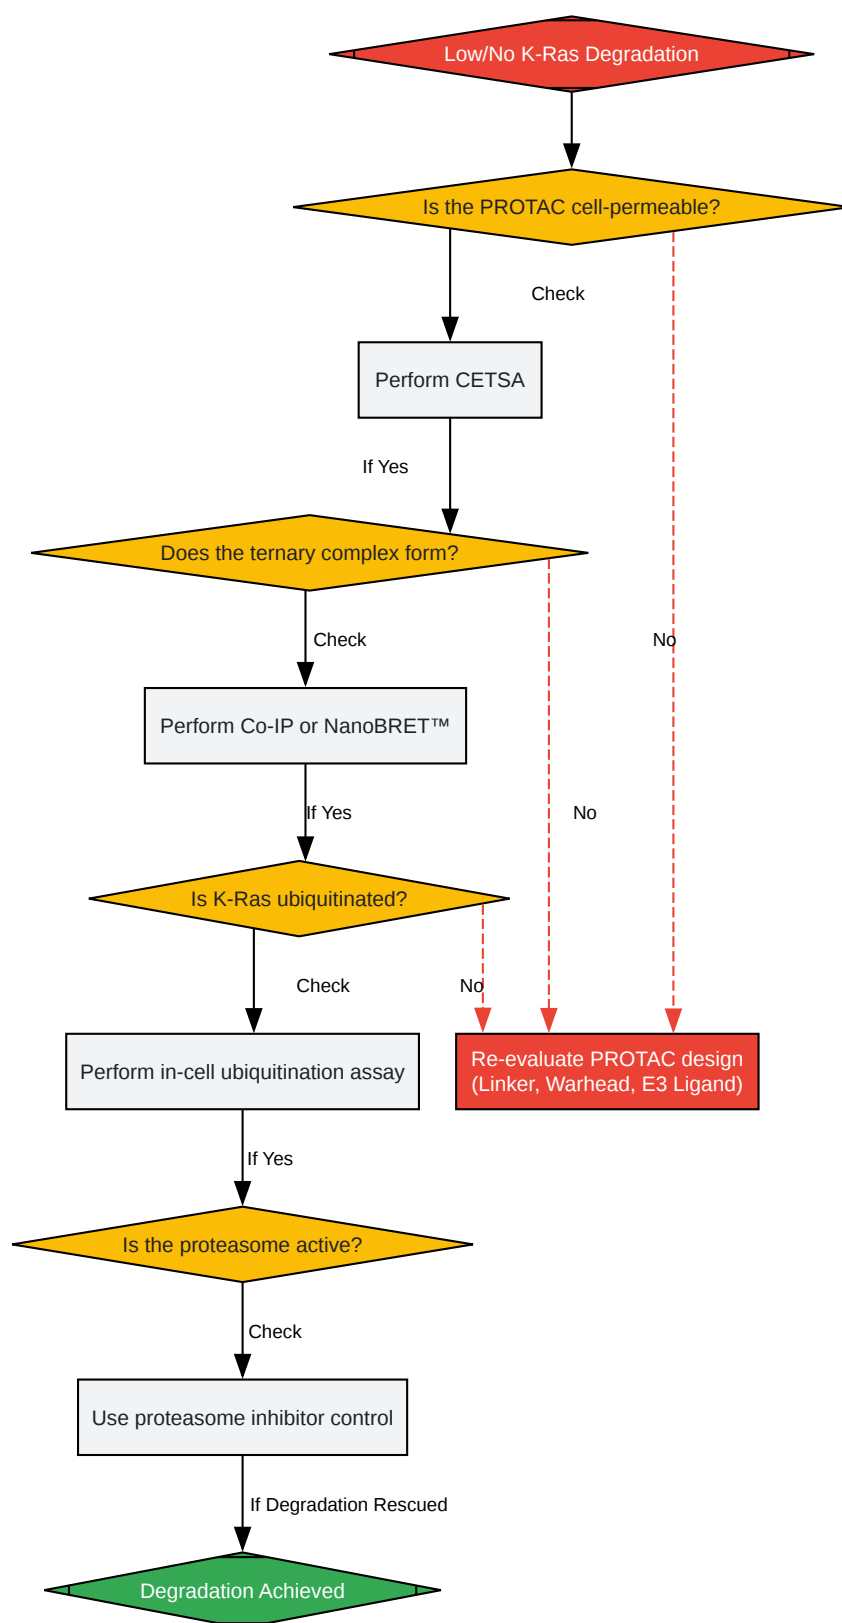 Low/No K-Ras Degradation
Is the PROTAC cell-permeable?
Check
Perform CETSA
If Yes
Does the ternary complex form?
Check
No
Perform Co-IP or NanoBRET™
If Yes
No
Is K-Ras ubiquitinated?
Check
No
Perform in-cell ubiquitination assay
Re-evaluate PROTAC design
(Linker, Warhead, E3 Ligand)
If Yes
Is the proteasome active?
Check
Use proteasome inhibitor control
If Degradation Rescued
Degradation Achieved